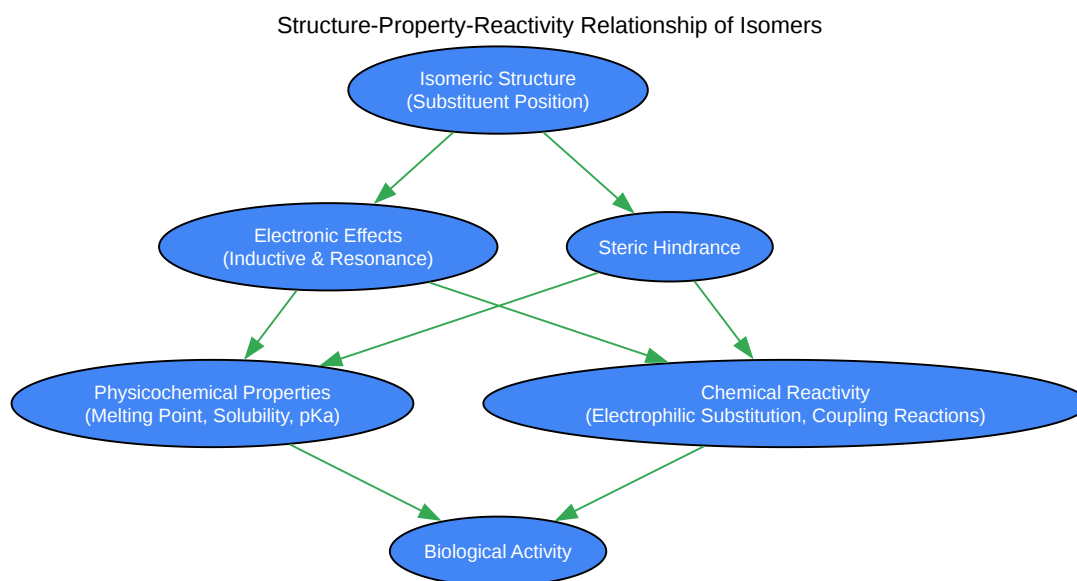 Structure-Property-Reactivity Relationship of Isomers
Isomeric Structure
(Substituent Position)
Electronic Effects
(Inductive & Resonance)
Steric Hindrance
Physicochemical Properties
(Melting Point, Solubility, pKa)
Chemical Reactivity
(Electrophilic Substitution, Coupling Reactions)
Biological Activity